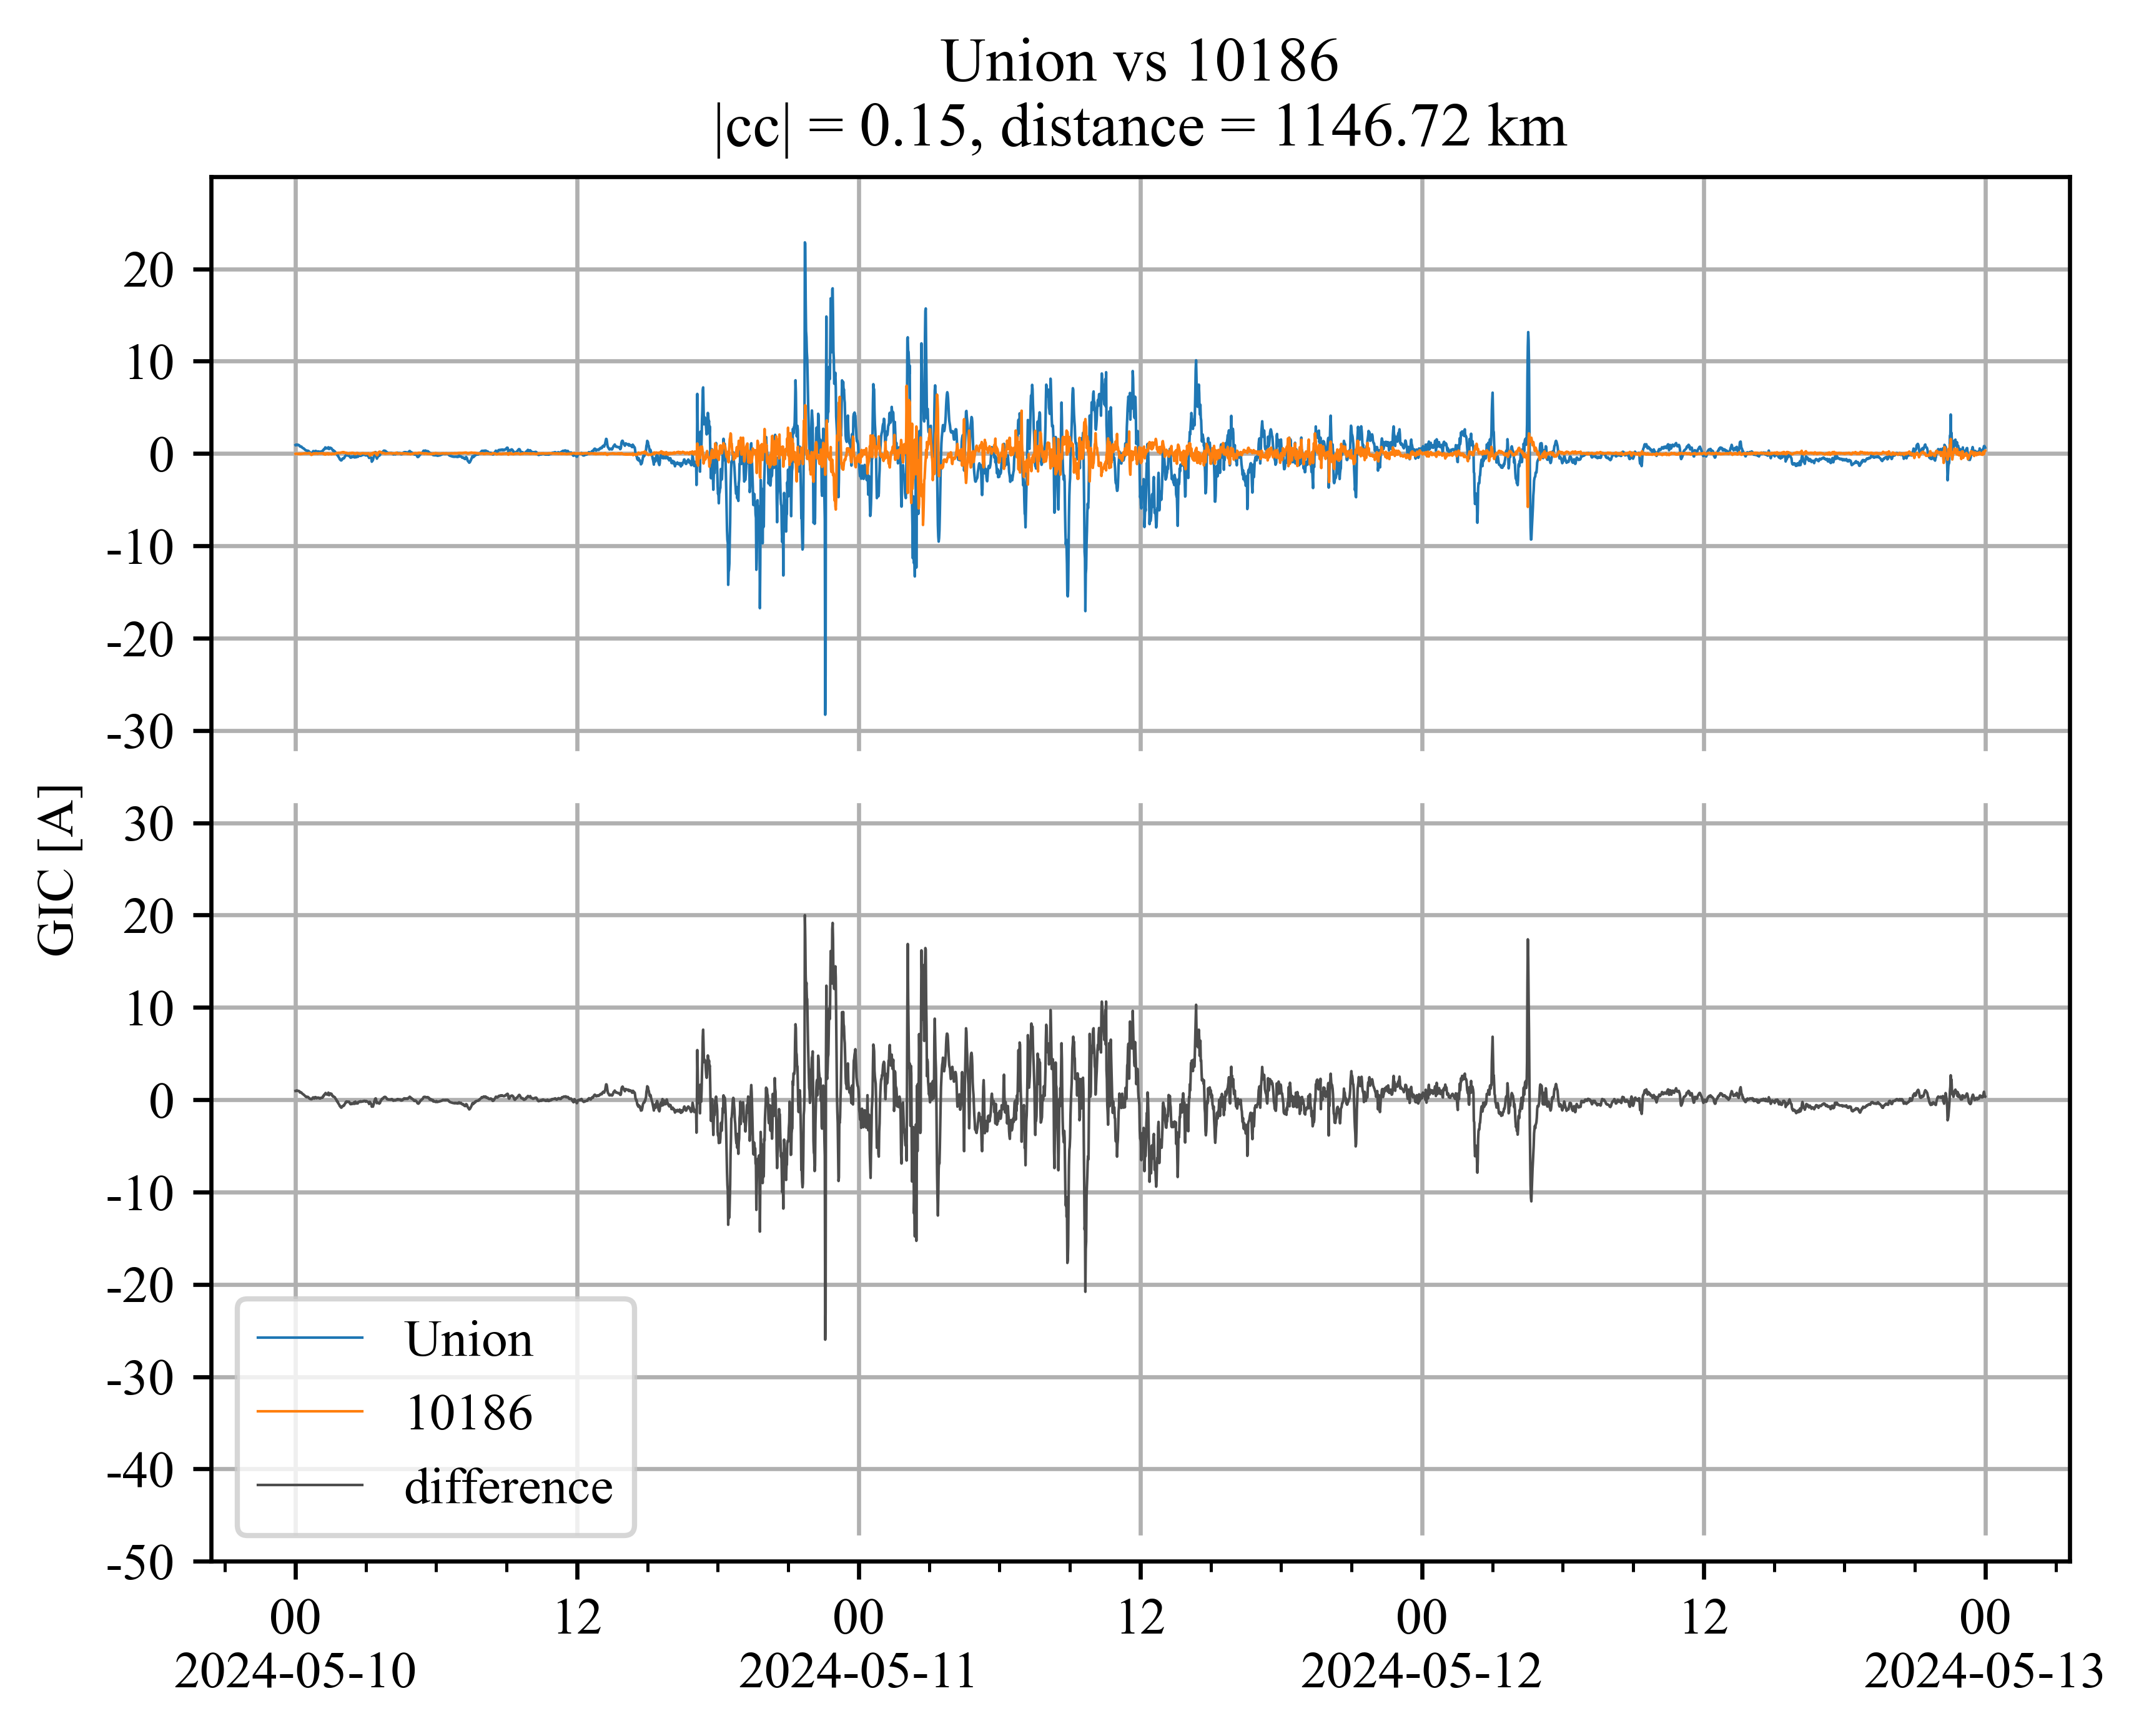 Union vs 10186
|cc| = 0.15, distance = 1146.72 km
20
10
0
-10
-20
-30
GIC [A]
30
20
10
0
-10
-20
-30
-40
-50
Union
10186
difference
00 12 00 12 00 12 00
2024-05-10 2024-05-11 2024-05-12 2024-05-13